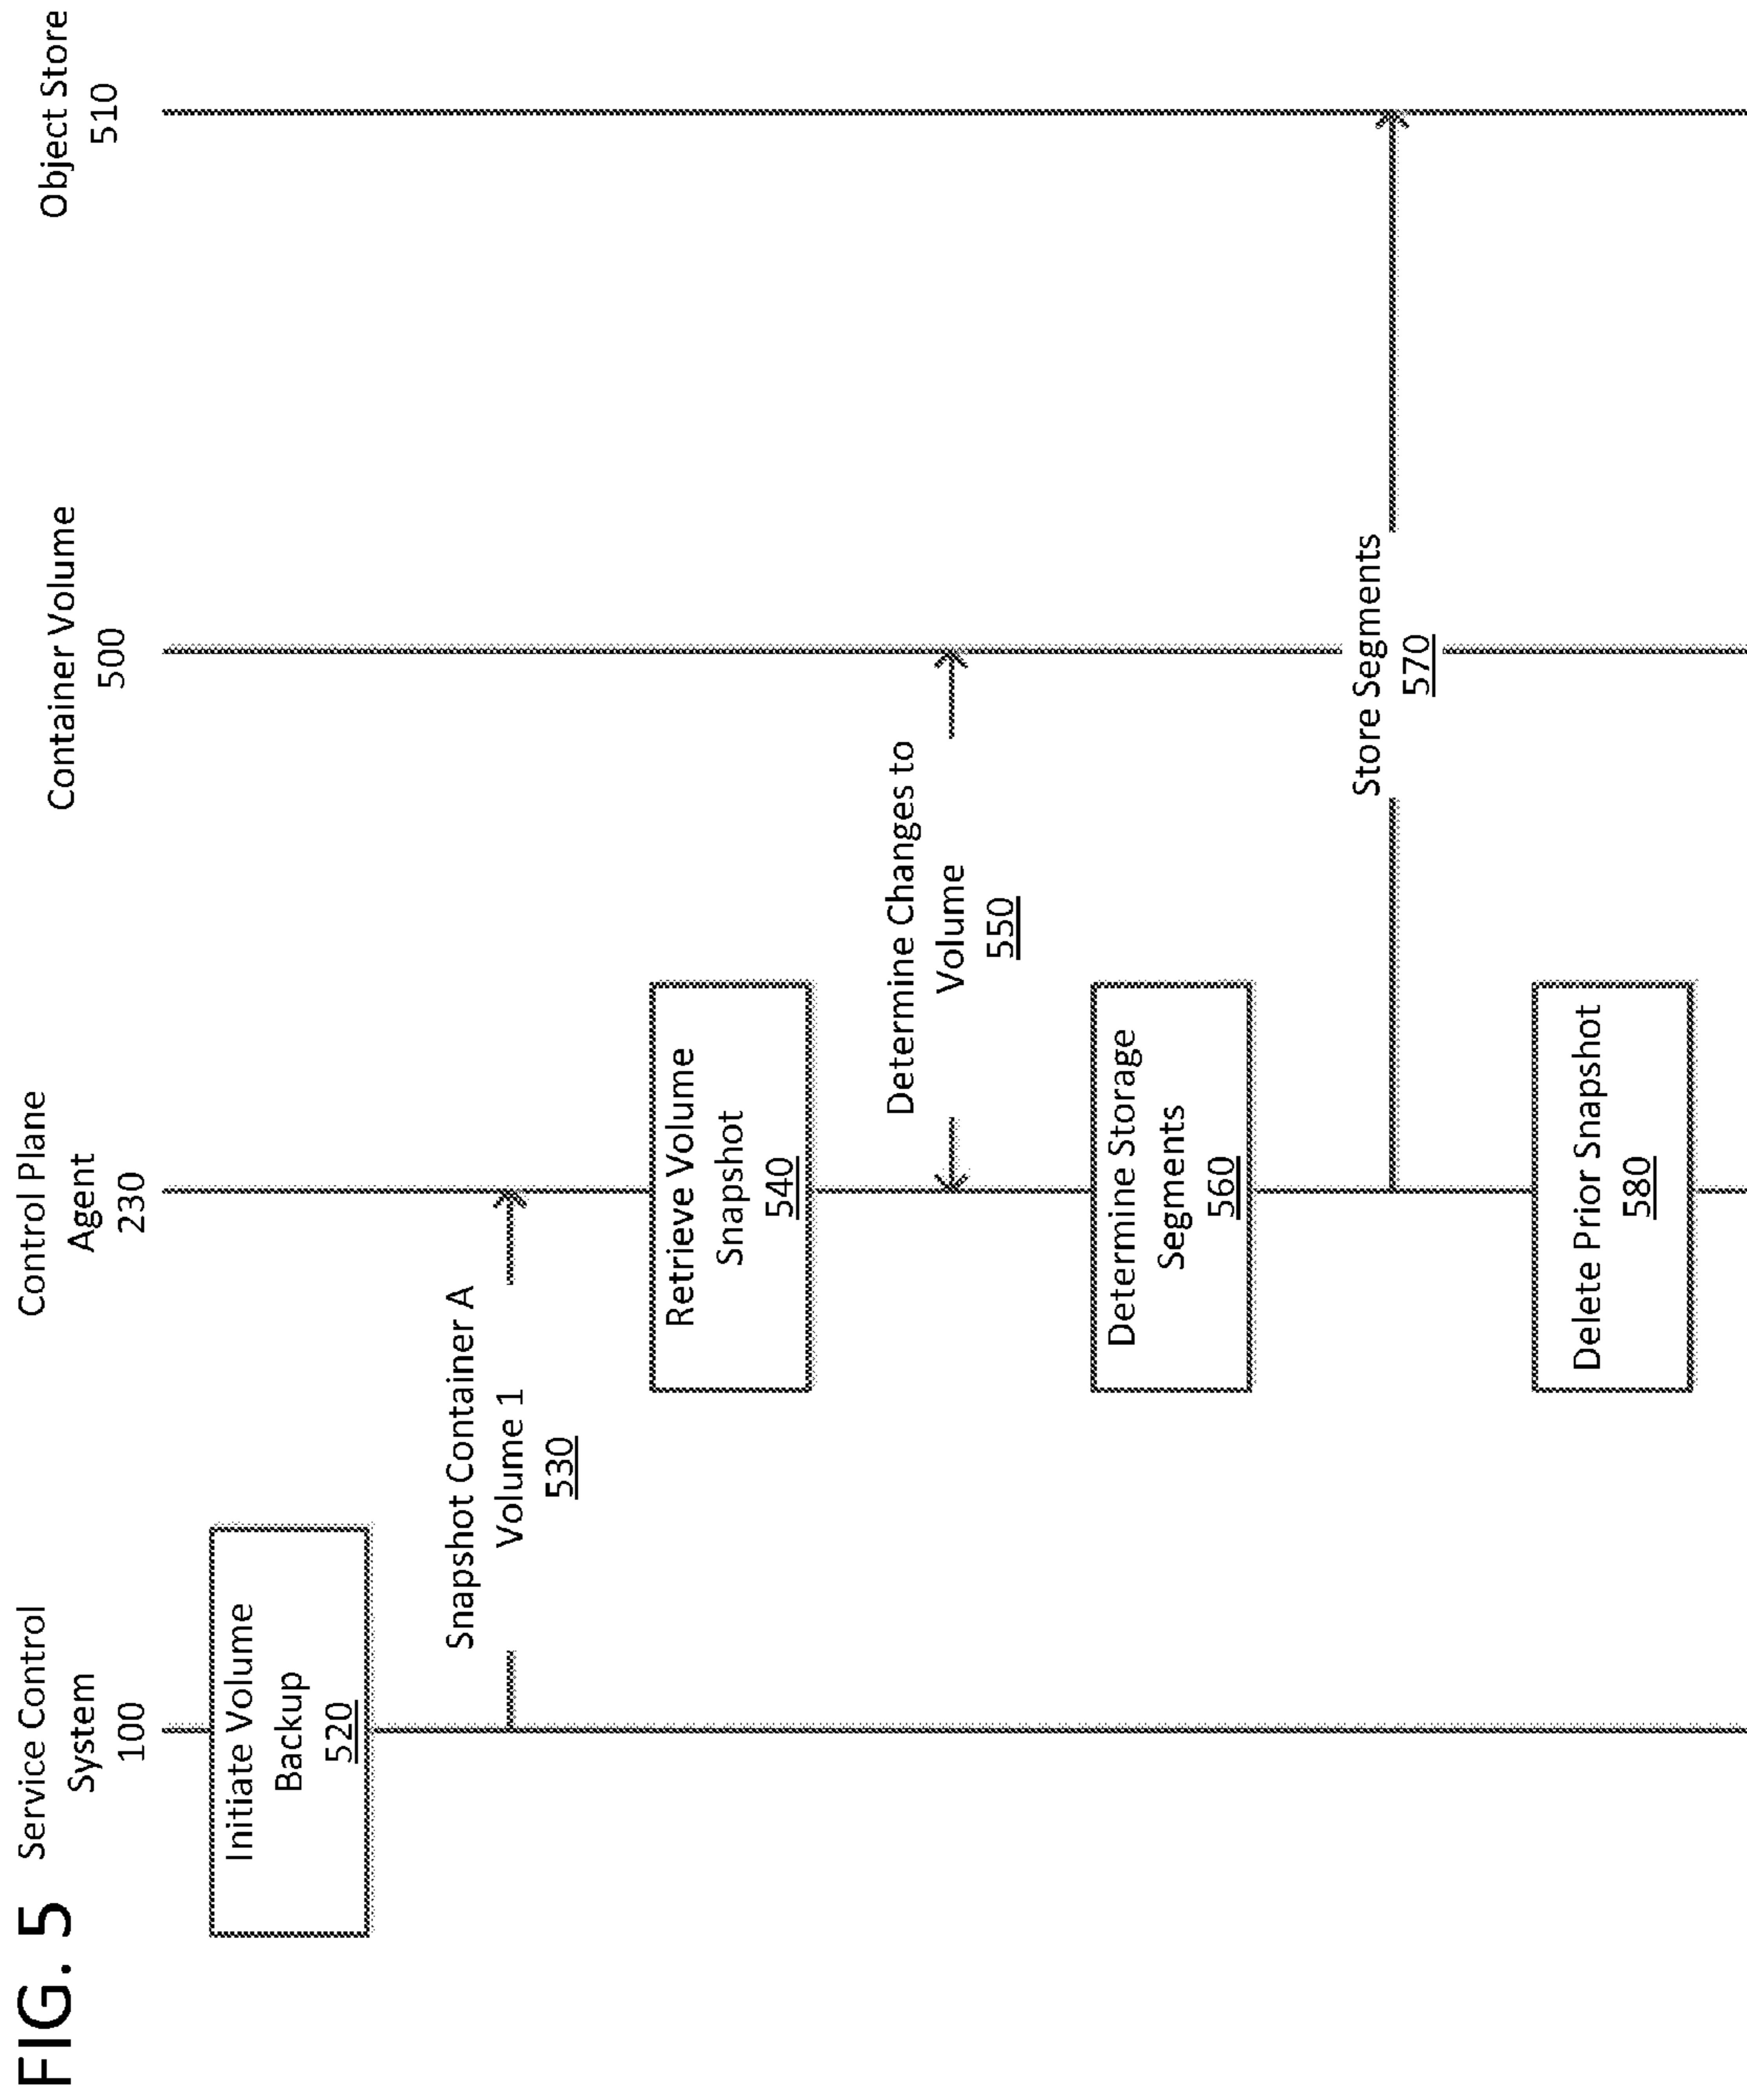 FIG. 5
Service Control
System
100
Control Plane
Agent
230
Container Volume
500
Object Store
510
Initiate Volume
Backup
520
Snapshot Container A
Volume 1
530
Retrieve Volume
Snapshot
540
Determine Changes to
Volume
550
Determine Storage
Segments
560
Store Segments
570
Delete Prior Snapshot
580